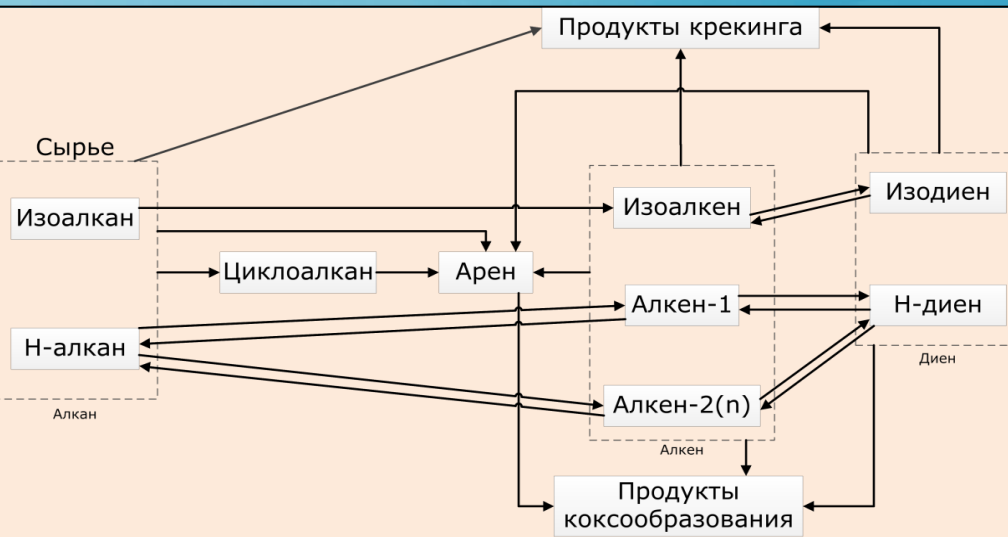 Продукты крекинга
Сырье
Изоалкан
Изоалкен
Изодиен
Циклоалкан
Арен
Алкен-1
Н-диен
Н-алкан
Диен
Алкан
Алкен-2(n)
Алкен
Продукты
коксообразования